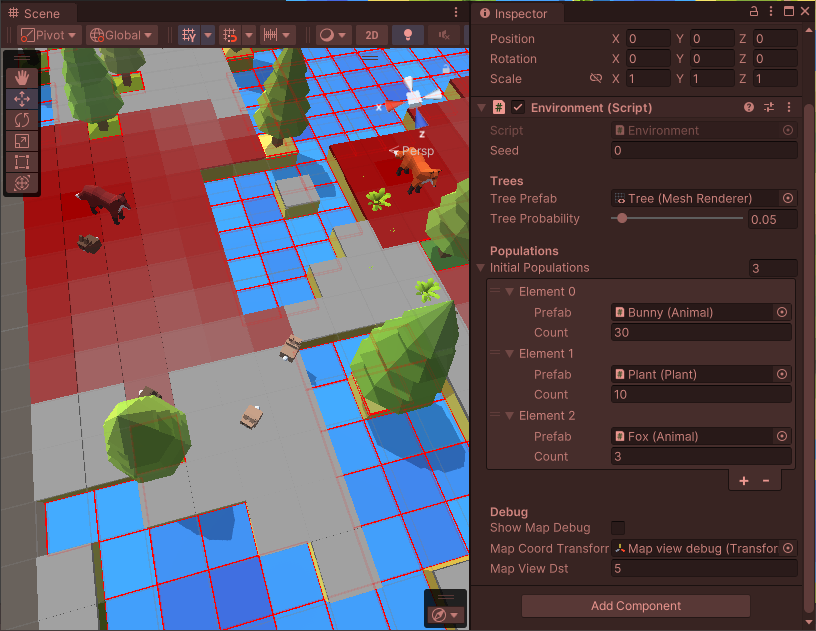 Scene
Pivot
Global
2D
x
z
Persp
Inspector
Position X 0 Y 0 Z 0
Rotation X 0 Y 0 Z 0
Scale X 1 Y 1 Z 1
# Environment (Script)
Script # Environment
Seed 0
Trees
Tree Prefab Tree (Mesh Renderer)
Tree Probability 0.05
Populations
Initial Populations 3
Element 0
Prefab # Bunny (Animal)
Count 30
Element 1
Prefab # Plant (Plant)
Count 10
Element 2
Prefab # Fox (Animal)
Count 3
+ -
Debug
Show Map Debug
Map Coord Transforr Map view debug (Transfor
Map View Dst 5
Add Component